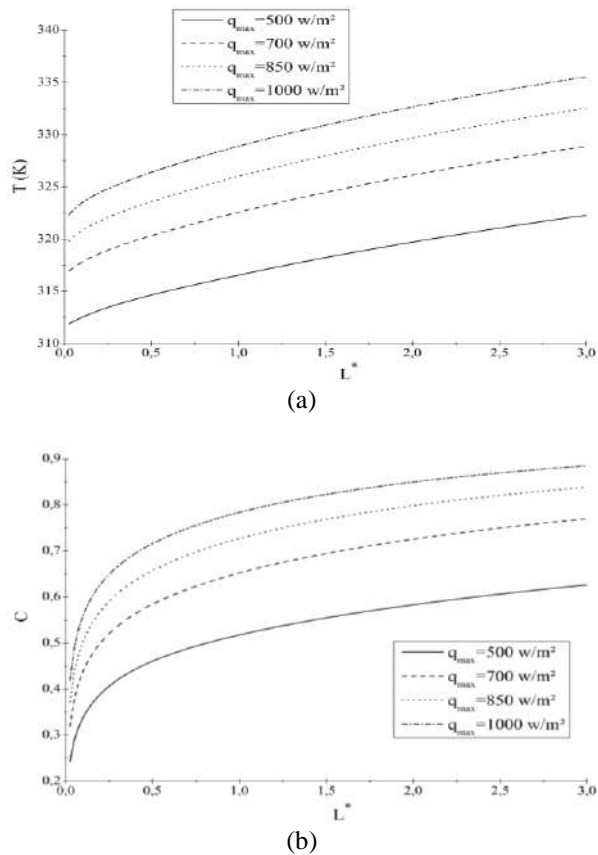 340
335
330
325
320
315
310
T (K)
q_max=500 w/m²
q_max=700 w/m²
q_max=850 w/m²
q_max=1000 w/m²
0,0 0,5 1,0 1,5 2,0 2,5 3,0
L*
(a)
0,9
0,8
0,7
0,6
0,5
0,4
0,3
0,2
C
q_max=500 w/m²
q_max=700 w/m²
q_max=850 w/m²
q_max=1000 w/m²
0,0 0,5 1,0 1,5 2,0 2,5 3,0
L*
(b)